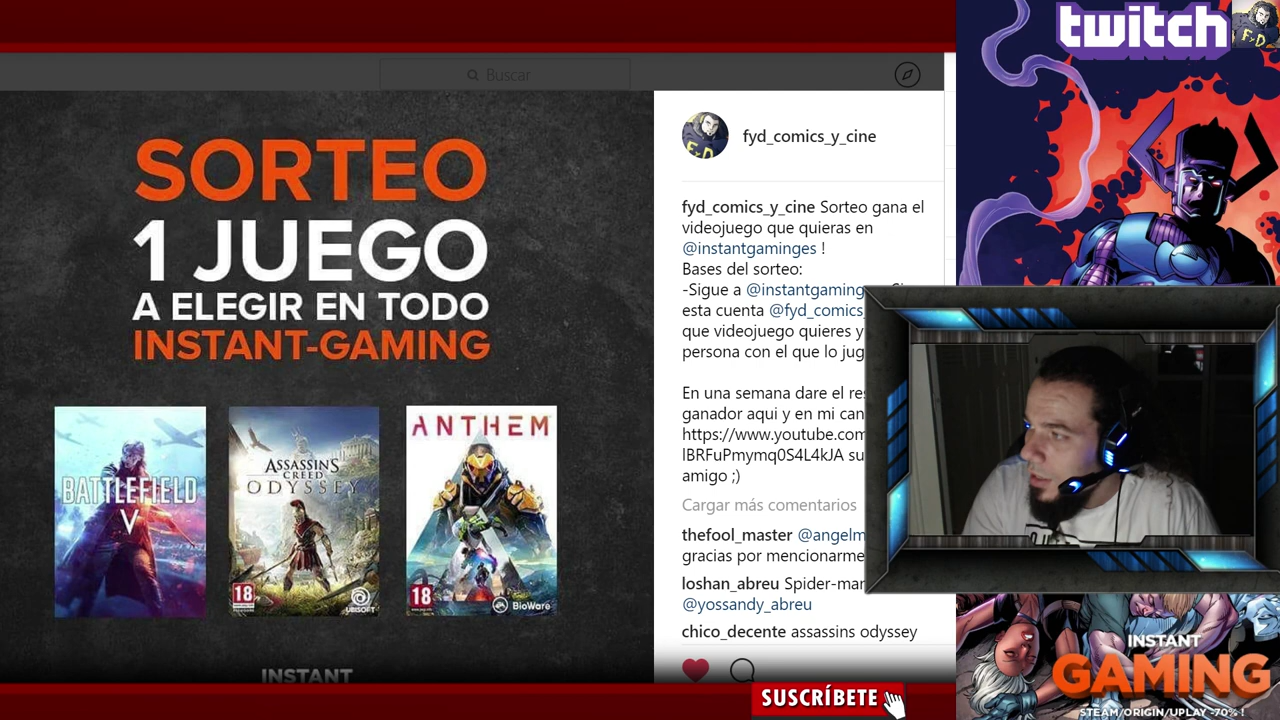 twitch
FyD
Buscar
SORTEO
1 JUEGO
A ELEGIR EN TODO
INSTANT-GAMING
BATTLEFIELD
V
ASSASSIN'S
CREED
ODYSSEY
18
UBISOFT
ANTHEM
18
EA BioWare
INSTANT
fyd_comics_y_cine
fyd_comics_y_cine Sorteo gana el
videojuego que quieras en
@instantgaminges !
Bases del sorteo:
-Sigue a @instantgaming
esta cuenta @fyd_comics_
que videojuego quieres y
persona con el que lo jug
En una semana dare el res
ganador aqui y en mi can
https://www.youtube.com
lBRFuPmymq0S4L4kJA su
amigo ;)
Cargar más comentarios
thefool_master @angelm
gracias por mencionarme
loshan_abreu Spider-man
@yossandy_abreu
chico_decente assassins odyssey
SUSCRÍBETE
INSTANT
GAMING
STEAM/ORIGIN/UPLAY -70% !